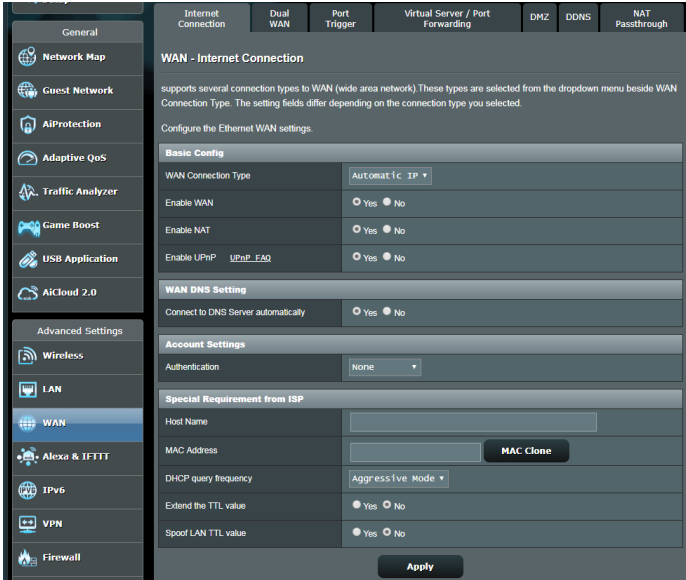 General
Network Map
Guest Network
AiProtection
Adaptive QoS
Traffic Analyzer
Game Boost
USB Application
AiCloud 2.0
Advanced Settings
Wireless
LAN
WAN
Alexa & IFTTT
IPv6
VPN
Firewall
Internet Connection
Dual WAN
Port Trigger
Virtual Server / Port Forwarding
DMZ
DDNS
NAT Passthrough
WAN - Internet Connection
supports several connection types to WAN (wide area network).These types are selected from the dropdown menu beside WAN
Connection Type. The setting fields differ depending on the connection type you selected.
Configure the Ethernet WAN settings.
Basic Config
WAN Connection Type Automatic IP
Enable WAN Yes No
Enable NAT Yes No
Enable UPnP UPnP FAQ Yes No
WAN DNS Setting
Connect to DNS Server automatically Yes No
Account Settings
Authentication None
Special Requirement from ISP
Host Name
MAC Address MAC Clone
DHCP query frequency Aggressive Mode
Extend the TTL value Yes No
Spoof LAN TTL value Yes No
Apply